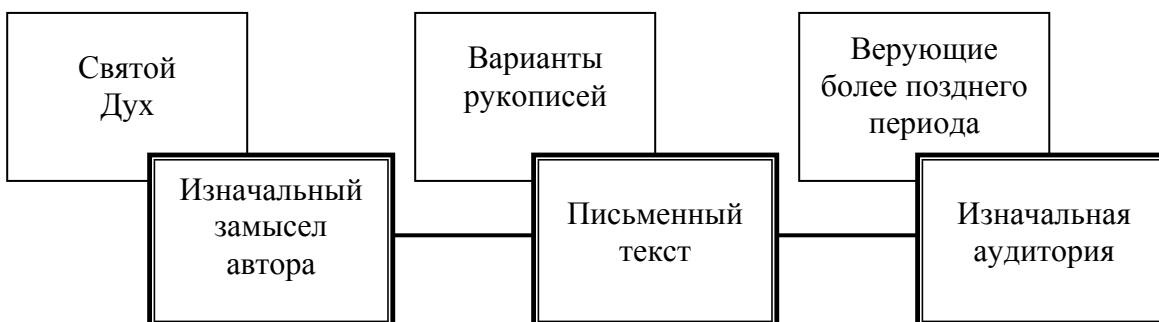 Святой
Дух
Варианты
рукописей
Верующие
более позднего
периода
Изначальный
замысел
автора
Письменный
текст
Изначальная
аудитория